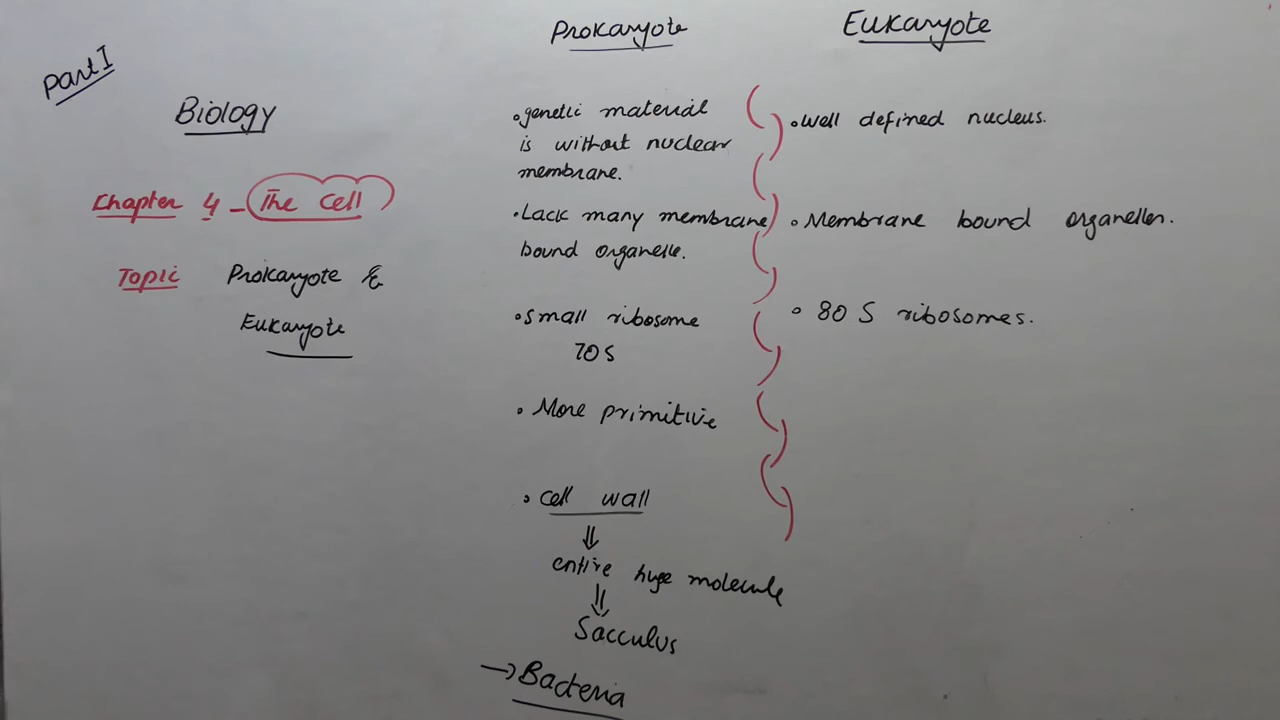 Part I
Biology
Chapter 4 - The Cell
Topic Prokaryote &
Eukaryote
Prokaryote
• genetic material
is without nuclear
membrane.
• Lack many membrane
bound organelle.
• small ribosome
70 S
• More primitive
• cell wall
⇓
entire huge molecule
⇓
Sacculus
→ Bacteria
Eukaryote
• well defined nucleus.
• Membrane bound organelles.
• 80 S ribosomes.